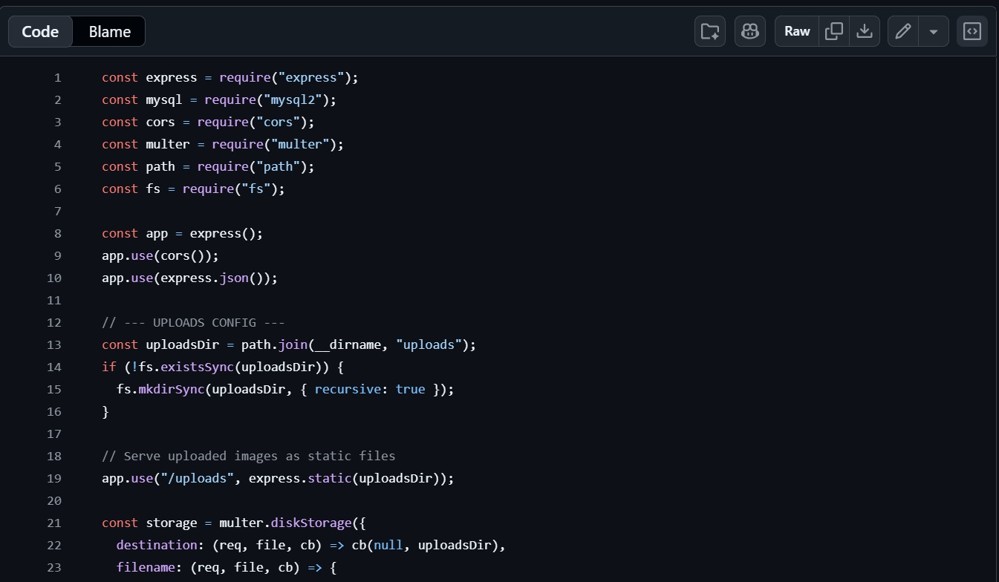 Code Blame Raw
1 const express = require("express");
2 const mysql = require("mysql2");
3 const cors = require("cors");
4 const multer = require("multer");
5 const path = require("path");
6 const fs = require("fs");
7
8 const app = express();
9 app.use(cors());
10 app.use(express.json());
11
12 // --- UPLOADS CONFIG ---
13 const uploadsDir = path.join(__dirname, "uploads");
14 if (!fs.existsSync(uploadsDir)) {
15   fs.mkdirSync(uploadsDir, { recursive: true });
16 }
17
18 // Serve uploaded images as static files
19 app.use("/uploads", express.static(uploadsDir));
20
21 const storage = multer.diskStorage({
22   destination: (req, file, cb) => cb(null, uploadsDir),
23   filename: (req, file, cb) => {